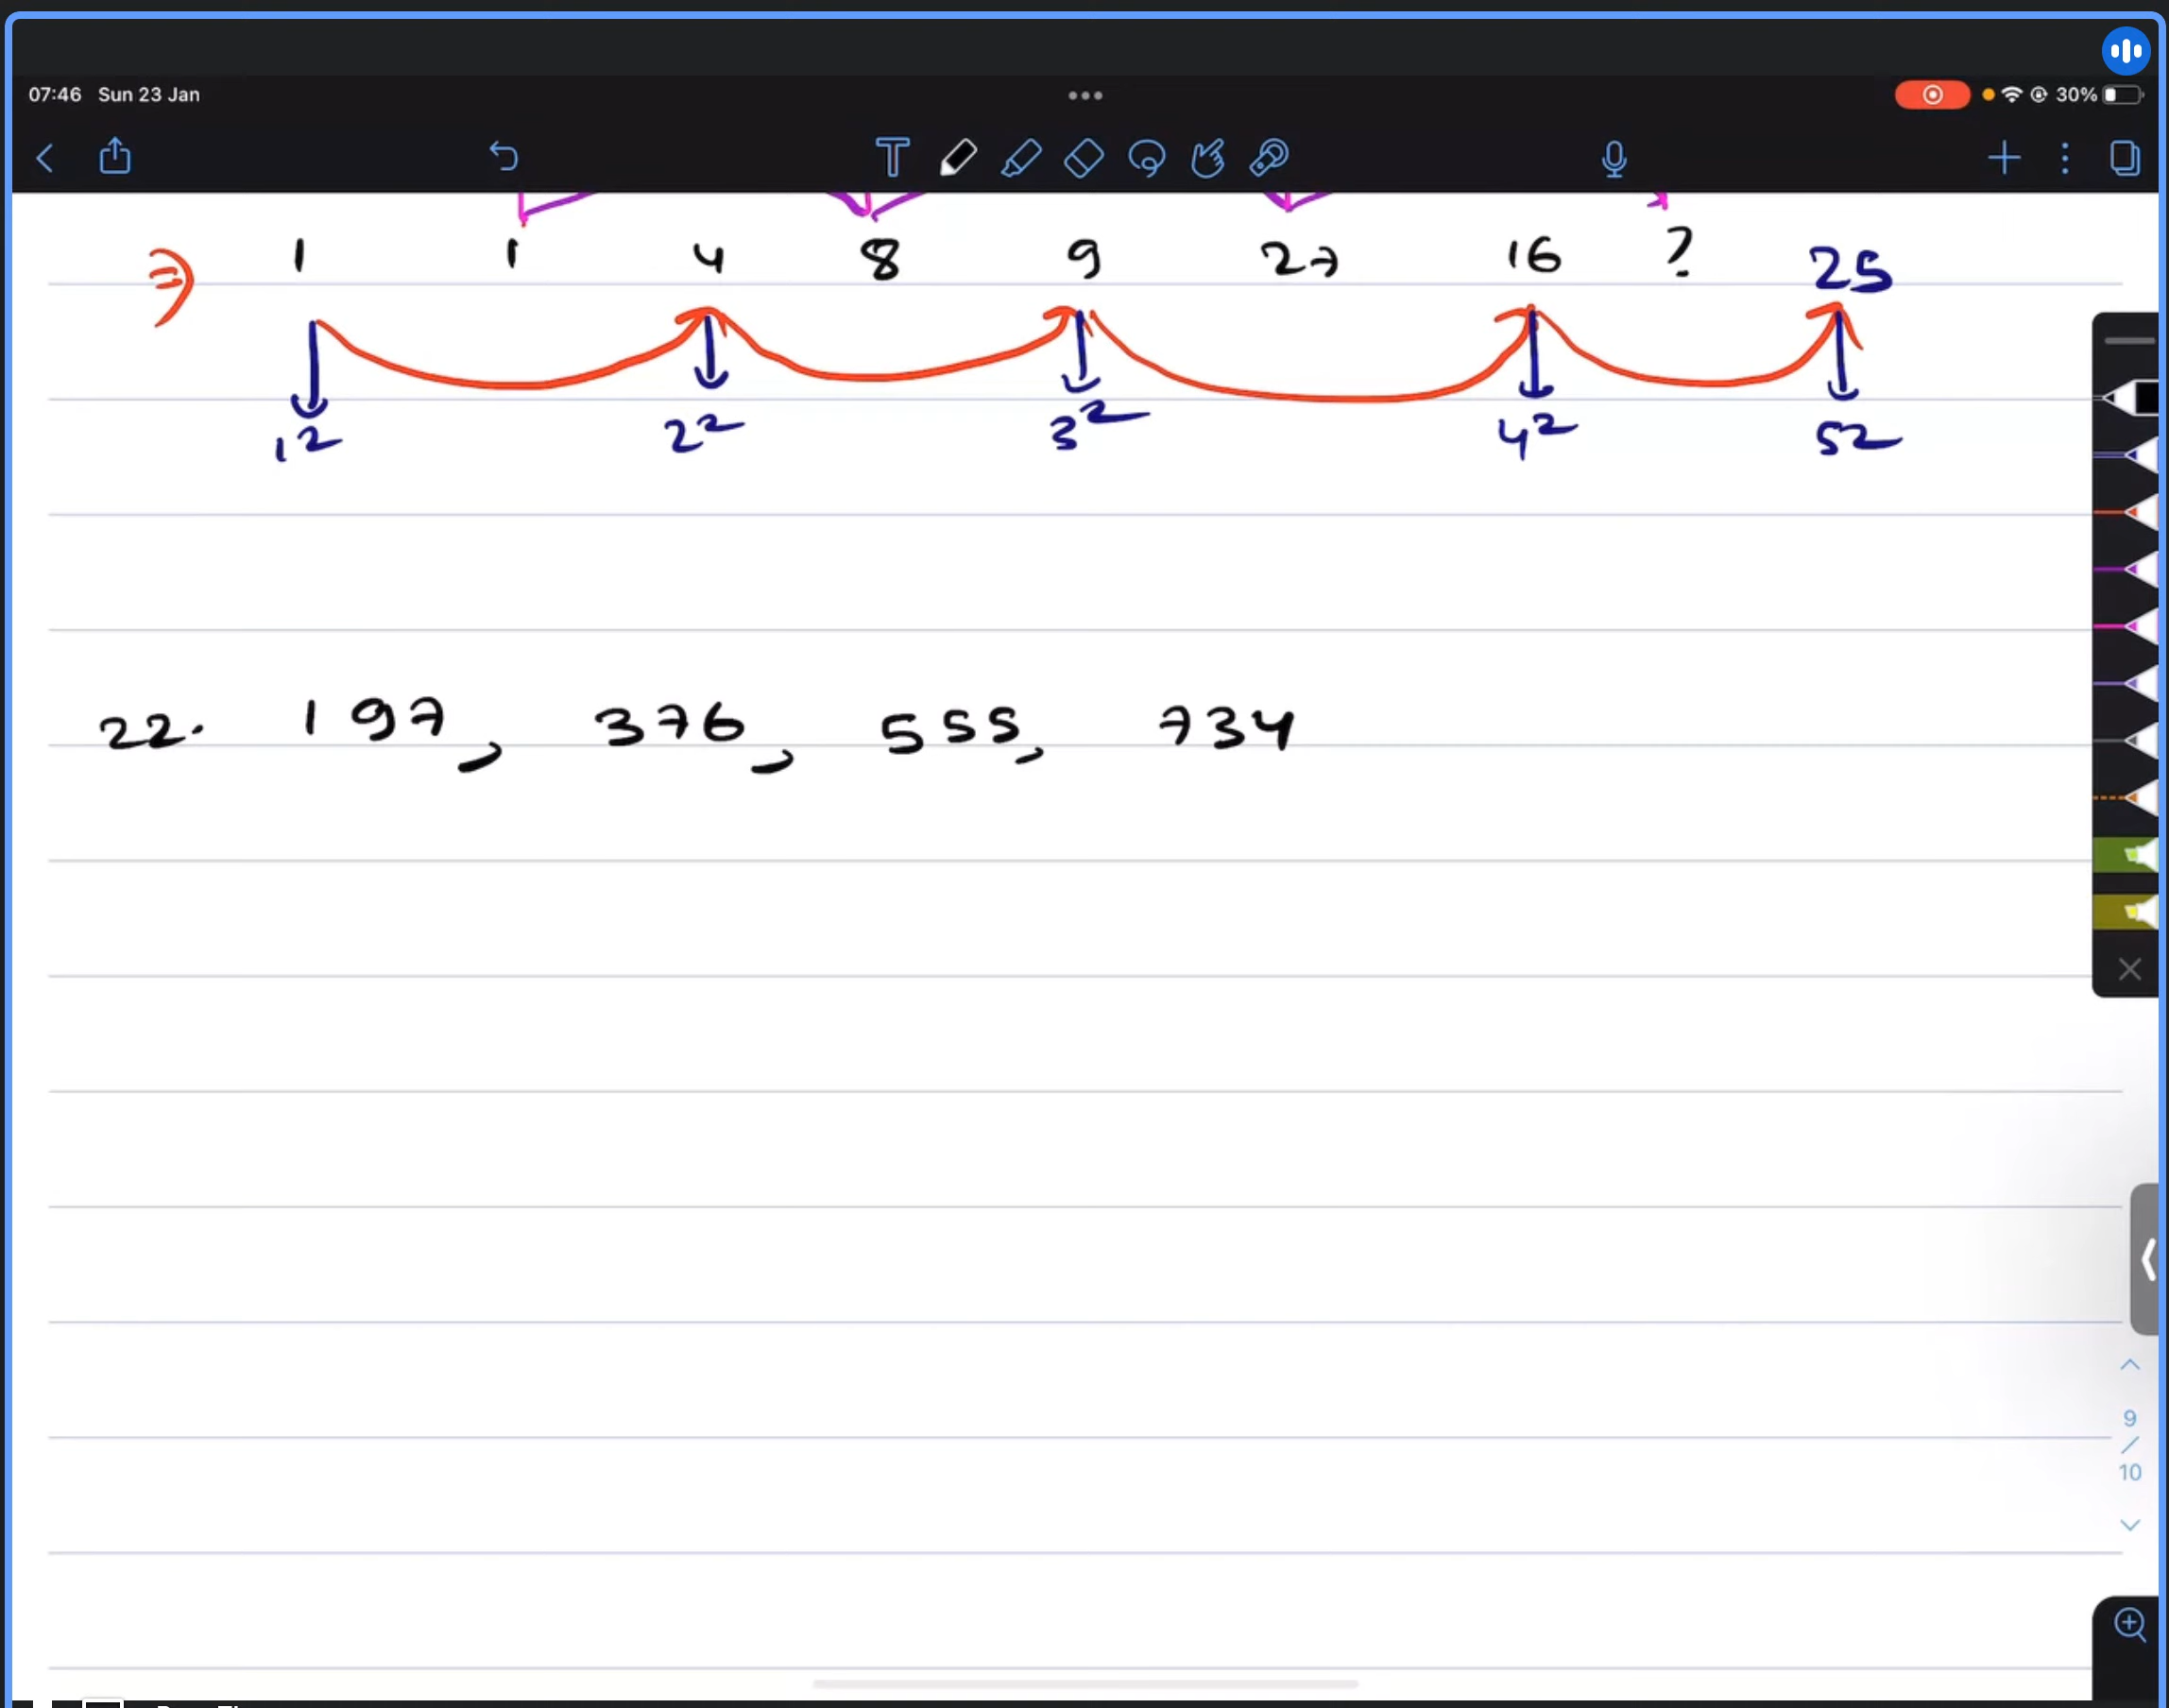 07:46 Sun 23 Jan
30%
1 1 4 8 9 27 16 ? 25
1² 2² 3² 4² 5²
22. 197, 376, 555, 734
9
/
10